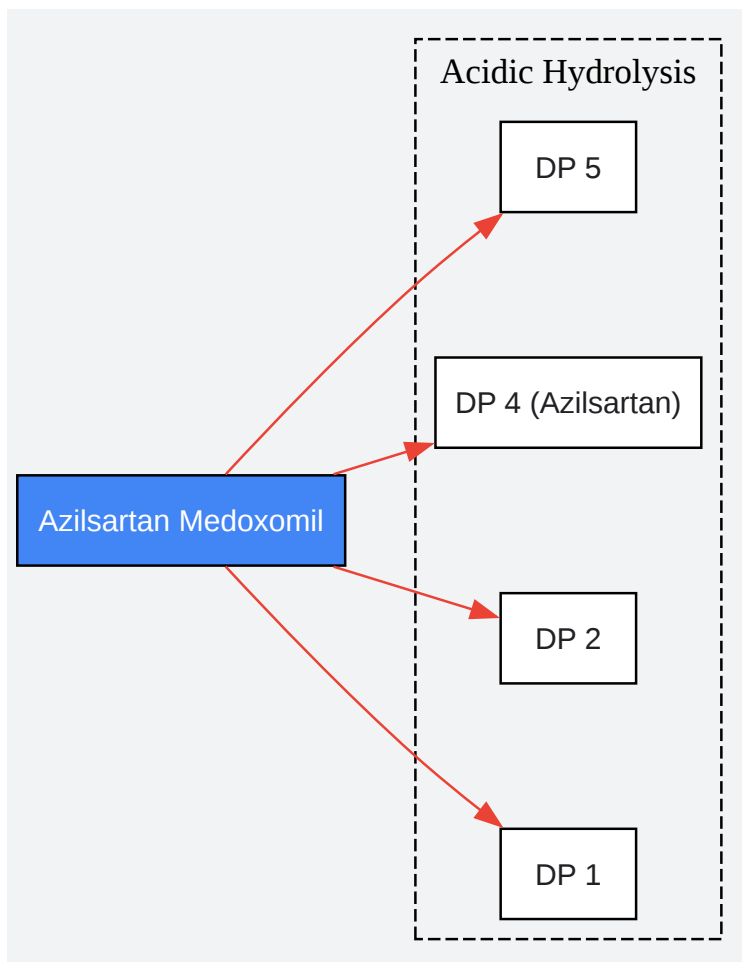 Acidic Hydrolysis
DP 5
DP 4 (Azilsartan)
Azilsartan Medoxomil
DP 2
DP 1